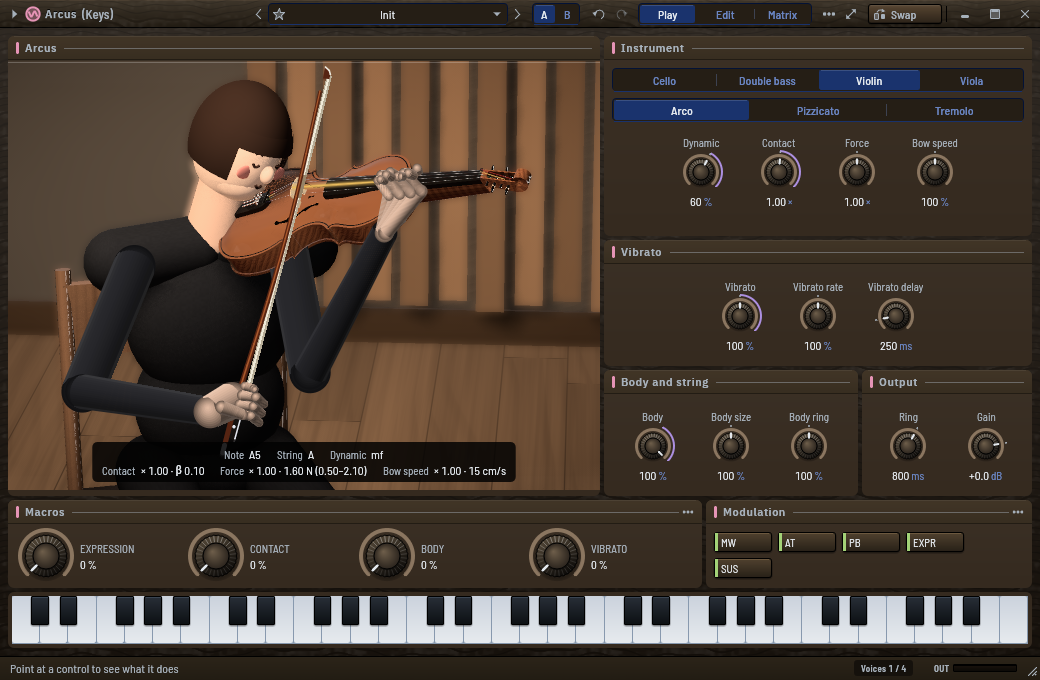 Arcus (Keys)
Init
A B
Play Edit Matrix
Swap
Arcus
Instrument
Cello Double bass Violin Viola
Arco Pizzicato Tremolo
Dynamic Contact Force Bow speed
60 % 1.00 × 1.00 × 100 %
Vibrato
Vibrato Vibrato rate Vibrato delay
100 % 100 % 250 ms
Body and string
Body Body size Body ring
100 % 100 % 100 %
Output
Ring Gain
800 ms +0.0 dB
Note A5 String A Dynamic mf
Contact × 1.00 · β 0.10 Force × 1.00 · 1.60 N (0.50–2.10) Bow speed × 1.00 · 15 cm/s
Macros
EXPRESSION
0 %
CONTACT
0 %
BODY
0 %
VIBRATO
0 %
Modulation
MW AT PB EXPR
SUS
Point at a control to see what it does
Voices 1 / 4
OUT